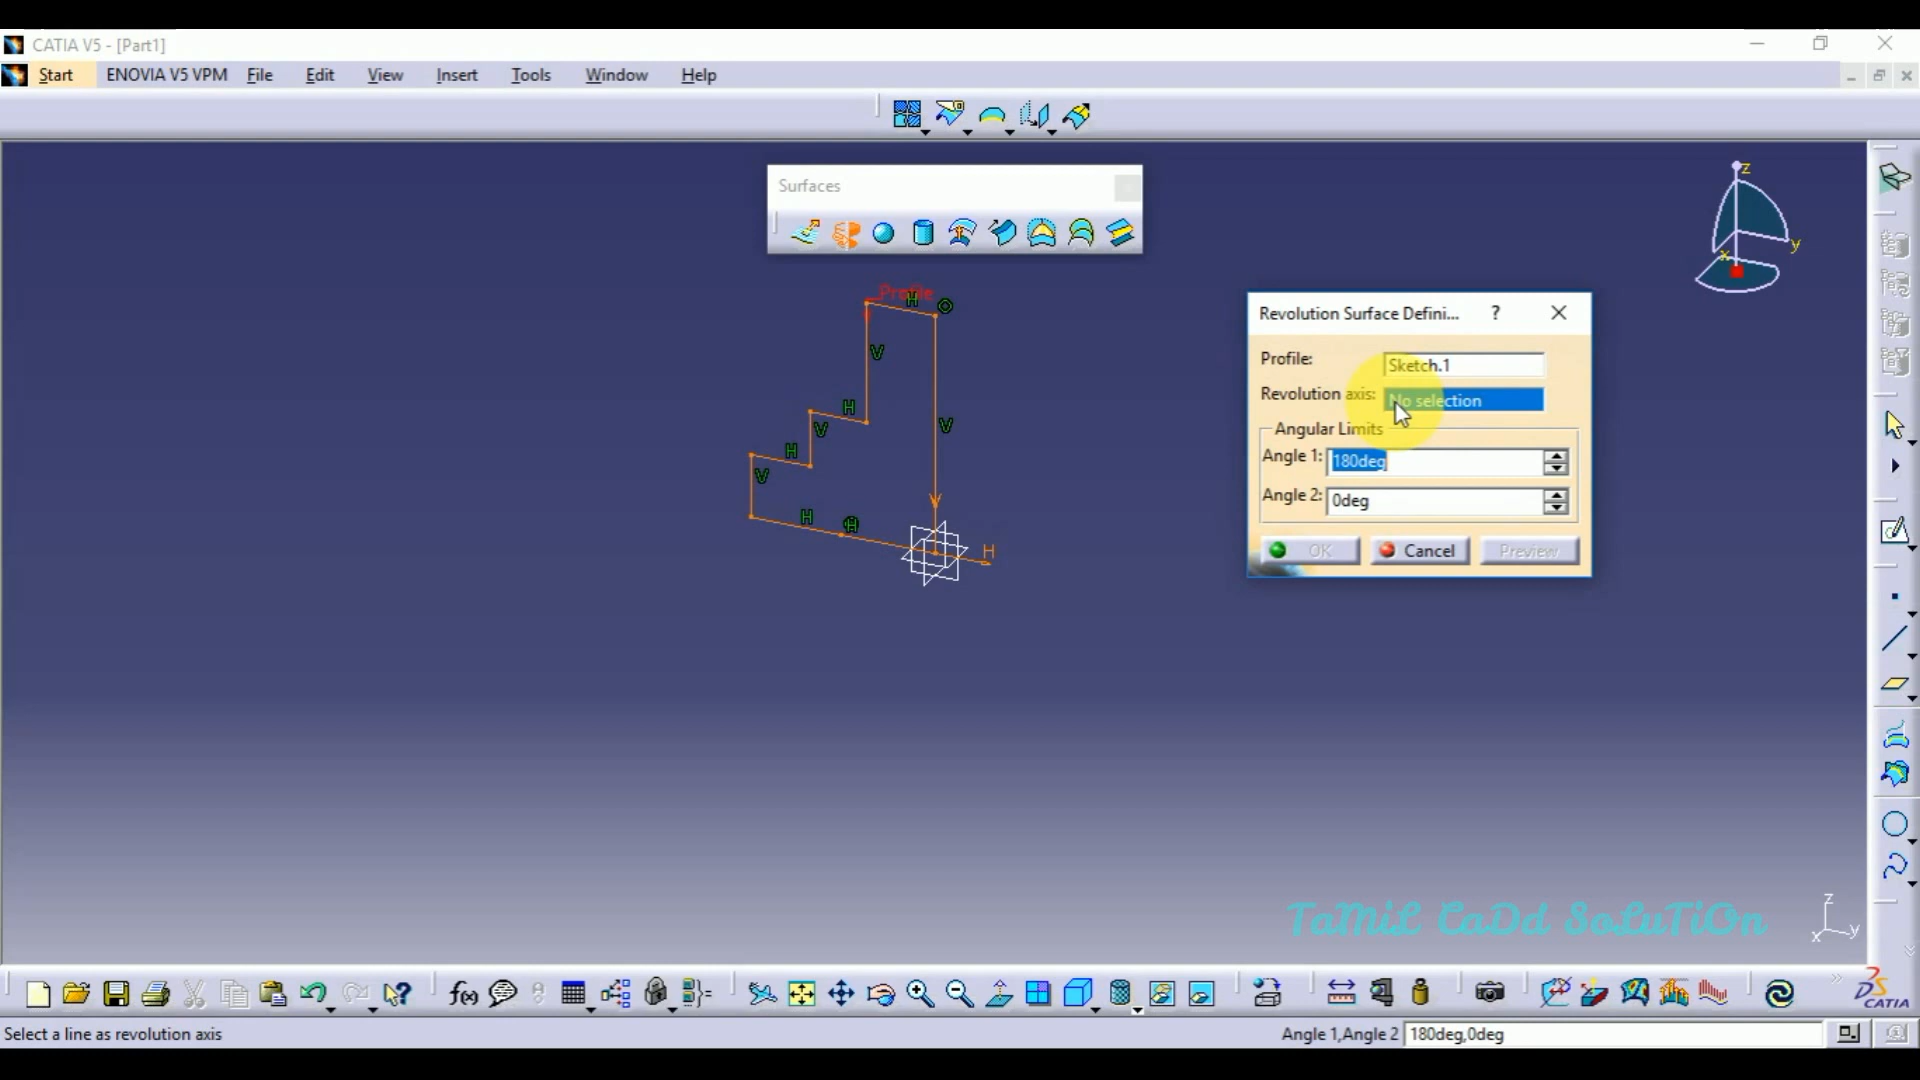 CATIA V5 - [Part1]
Start ENOVIA V5 VPM File Edit View Insert Tools Window Help
Surfaces
z
y
x
Profile
H
V
H
V
V
H
V
H
H
H
Revolution Surface Defini... ?
Profile: Sketch.1
Revolution axis: No selection
Angular Limits
Angle 1: 180deg
Angle 2: 0deg
OK Cancel Preview
TaMiL CaDd SoLuTiOn
z
x y
f(x)
DS
CATIA
Select a line as revolution axis
Angle 1,Angle 2 180deg,0deg